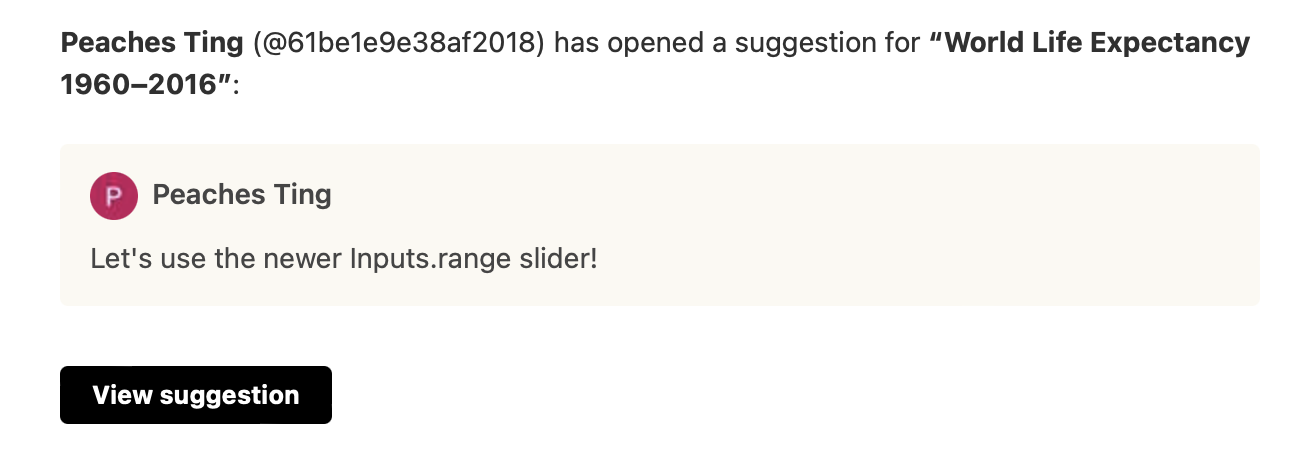 Peaches Ting (@61be1e9e38af2018) has opened a suggestion for “World Life Expectancy
1960–2016”:
P
Peaches Ting
Let's use the newer Inputs.range slider!
View suggestion